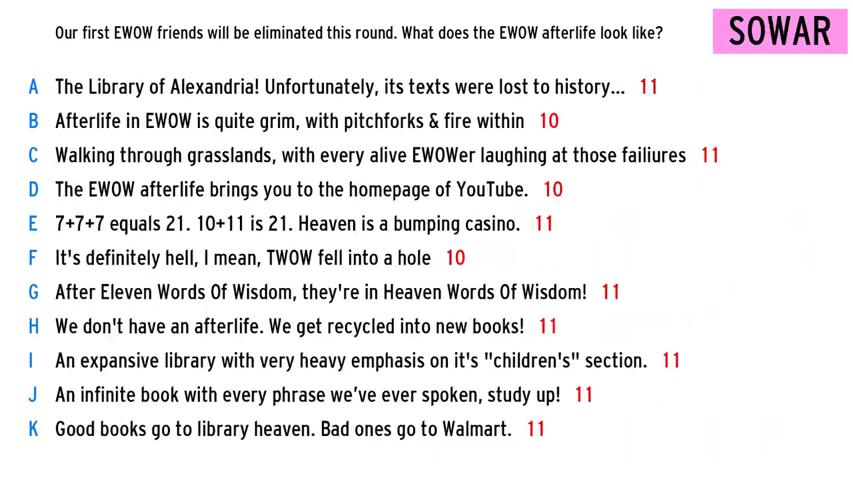 Our first EWOW friends will be eliminated this round. What does the EWOW afterlife look like?
SOWAR
A The Library of Alexandria! Unfortunately, its texts were lost to history... 11
B Afterlife in EWOW is quite grim, with pitchforks & fire within 10
C Walking through grasslands, with every alive EWOWer laughing at those failiures 11
D The EWOW afterlife brings you to the homepage of YouTube. 10
E 7+7+7 equals 21. 10+11 is 21. Heaven is a bumping casino. 11
F It's definitely hell, I mean, TWOW fell into a hole 10
G After Eleven Words Of Wisdom, they're in Heaven Words Of Wisdom! 11
H We don't have an afterlife. We get recycled into new books! 11
I An expansive library with very heavy emphasis on it's "children's" section. 11
J An infinite book with every phrase we've ever spoken, study up! 11
K Good books go to library heaven. Bad ones go to Walmart. 11